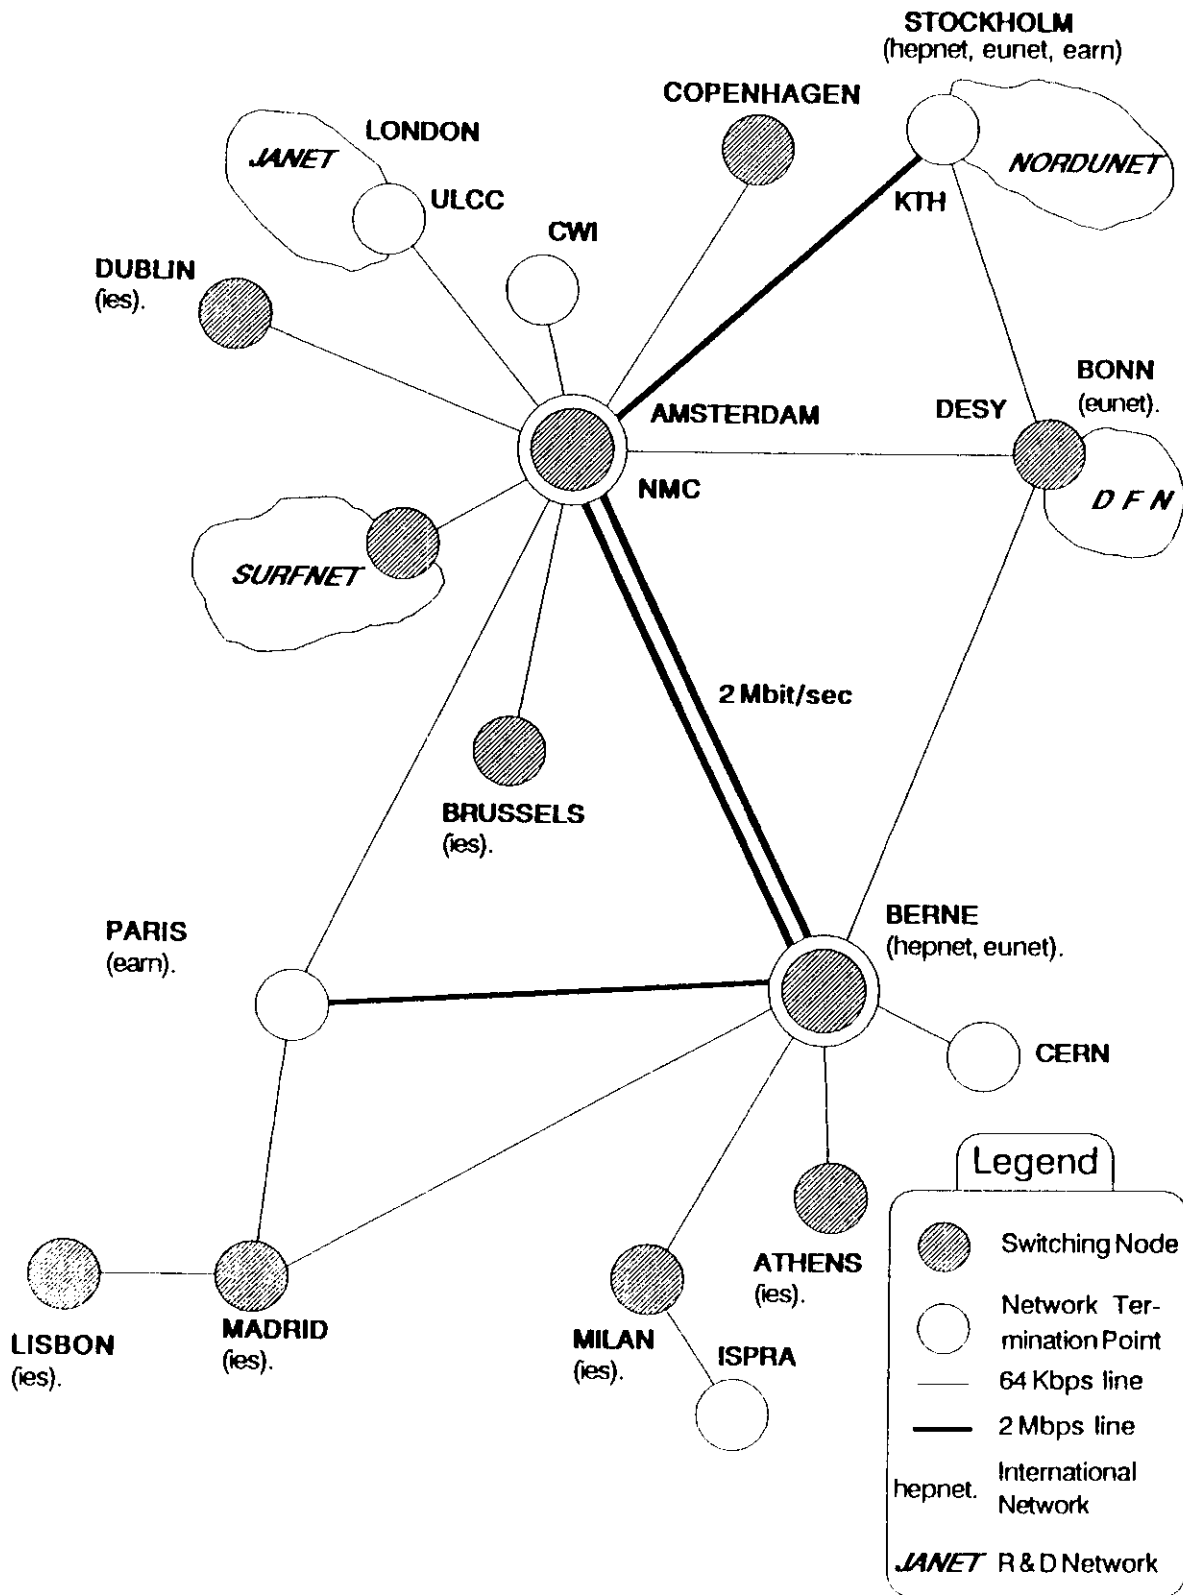 STOCKHOLM
(hepnet, eunet, earn)
COPENHAGEN
LONDON
JANET
NORDUNET
ULCC
KTH
CWI
DUBLIN
(ies).
BONN
(eunet).
AMSTERDAM
DESY
NMC
D F N
SURFNET
2 Mbit/sec
BRUSSELS
(ies).
BERNE
(hepnet, eunet).
PARIS
(earn).
CERN
Legend
Switching Node
Network Ter-
mination Point
64 Kbps line
2 Mbps line
hepnet. International
Network
JANET R & D Network
ATHENS
(ies).
MADRID
(ies).
LISBON
(ies).
MILAN
(ies).
ISPRA